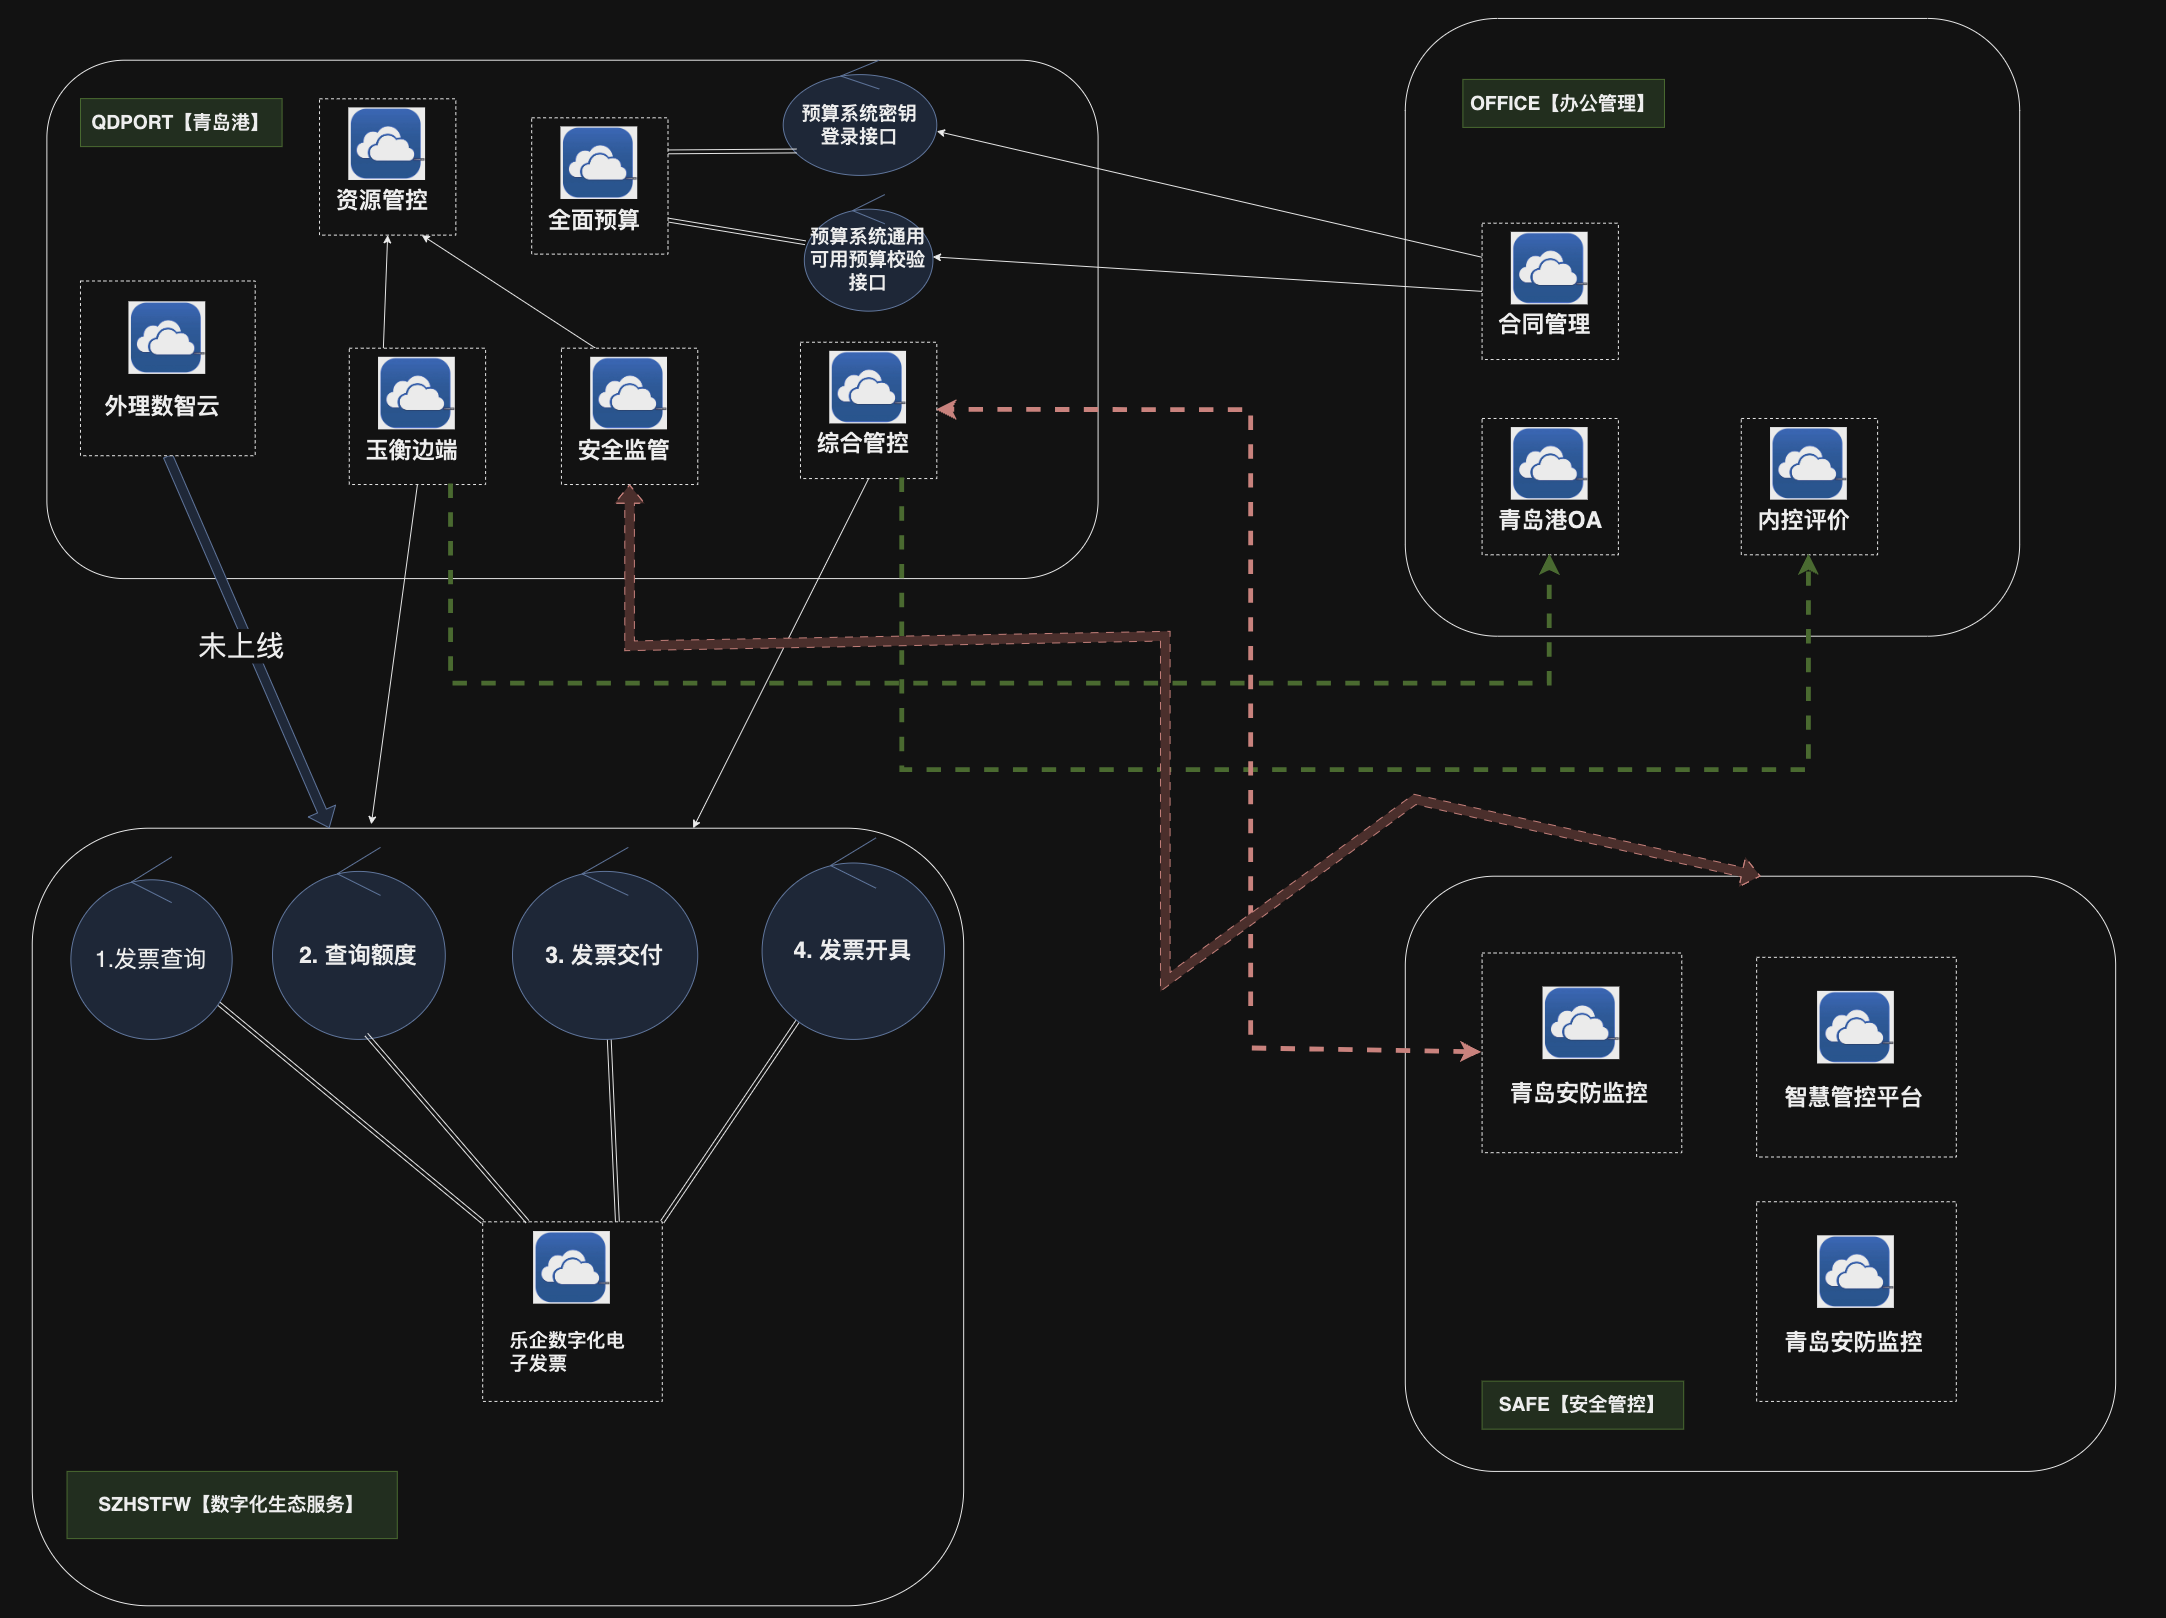 QDPORT【青岛港】
资源管控
全面预算
预算系统密钥
登录接口
预算系统通用
可用预算校验
接口
外理数智云
玉衡边端
安全监管
综合管控
OFFICE【办公管理】
合同管理
青岛港OA
内控评价
未上线
1.发票查询
2. 查询额度
3. 发票交付
4. 发票开具
乐企数字化电
子发票
SZHSTFW【数字化生态服务】
青岛安防监控
智慧管控平台
青岛安防监控
SAFE【安全管控】